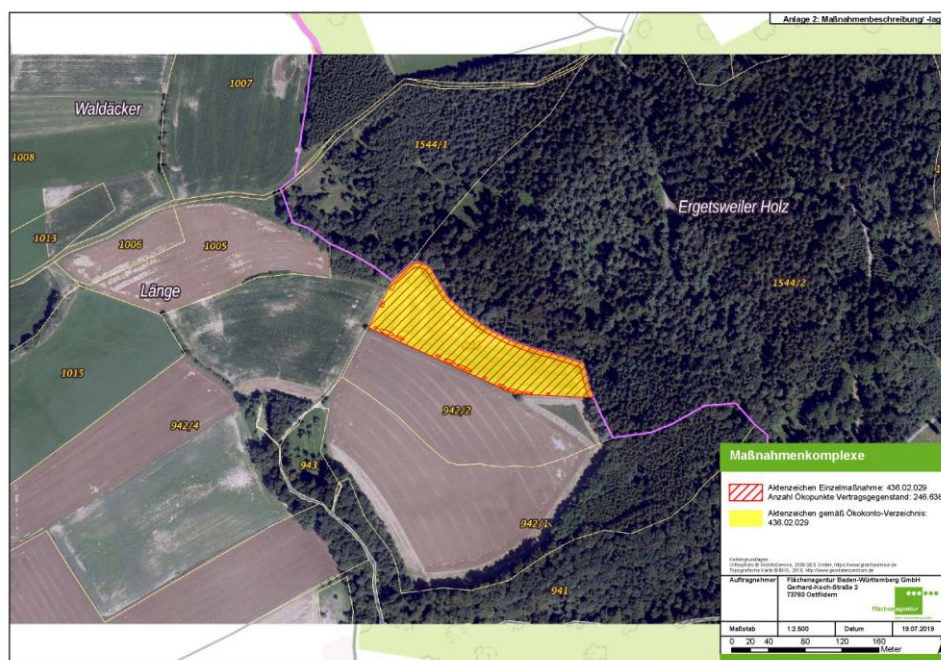 Anlage 2: Maßnahmenbeschreibung/ -lag
1007
Waldäcker
1544/1
1008
Ergetsweiler Holz
1013
1006
1005
1544/2
Länge
1015
942/2
942/4
943
942/1
941
Maßnahmenkomplexe
Aktenzeichen Einzelmaßnahme: 436.02.029
Anzahl Ökopunkte Vertragsgegenstand: 246.636
Aktenzeichen gemäß Ökokonto-Verzeichnis:
436.02.029
Auftragnehmer
Flächenagentur Baden-Württemberg GmbH
Gerhard-Koch-Straße 2
73760 Ostfildern
Flächenagentur
Maßstab 1:2.500 Datum 19.07.2019
0 20 40 80 120 160
Meter